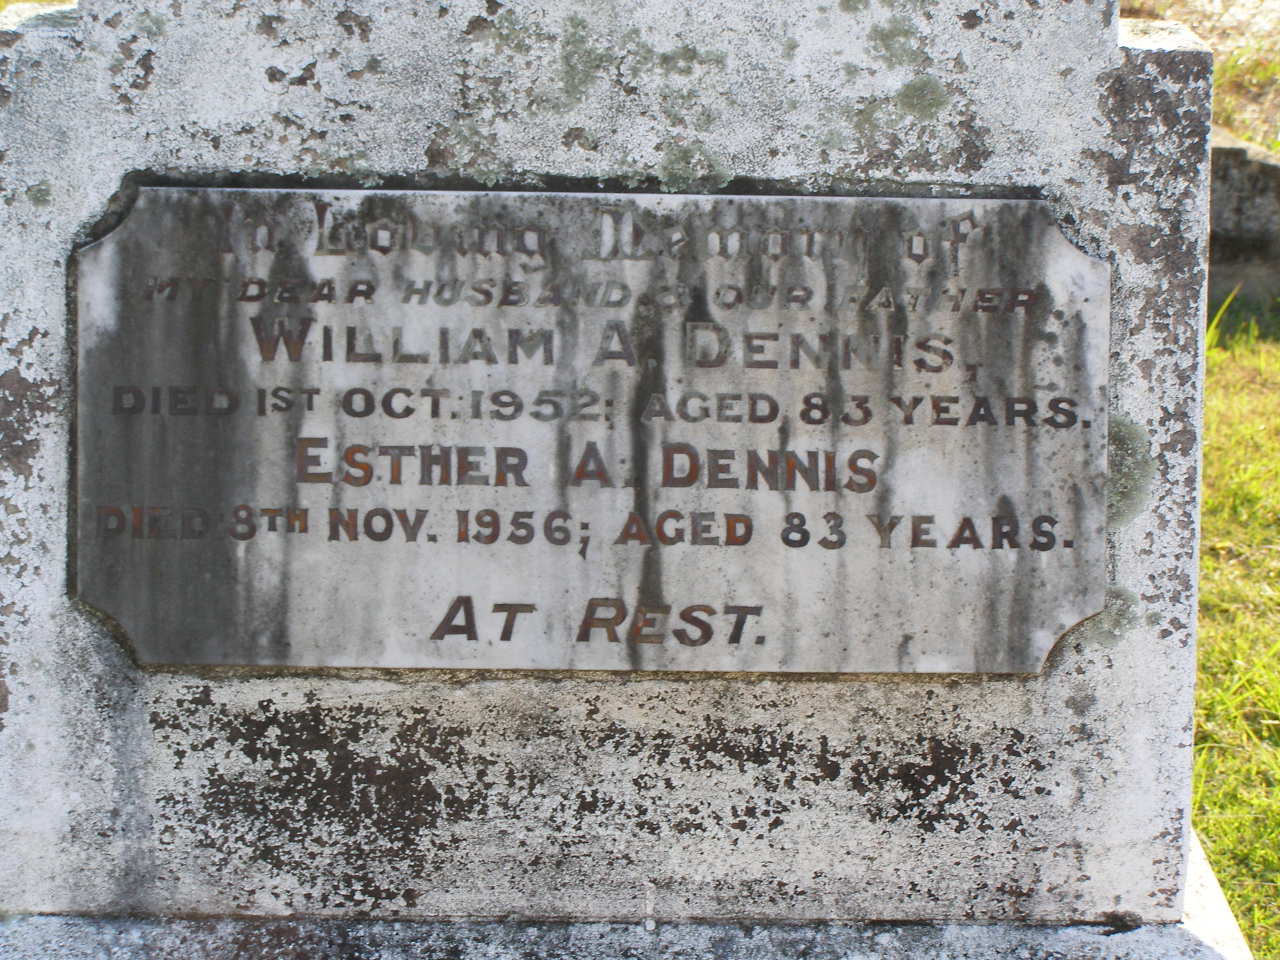 In Loving Memory of
MY DEAR HUSBAND & OUR FATHER
WILLIAM A. DENNIS.
DIED 1ST OCT. 1952; AGED 83 YEARS.
ESTHER A. DENNIS
DIED 8TH NOV. 1956; AGED 83 YEARS.
AT REST.